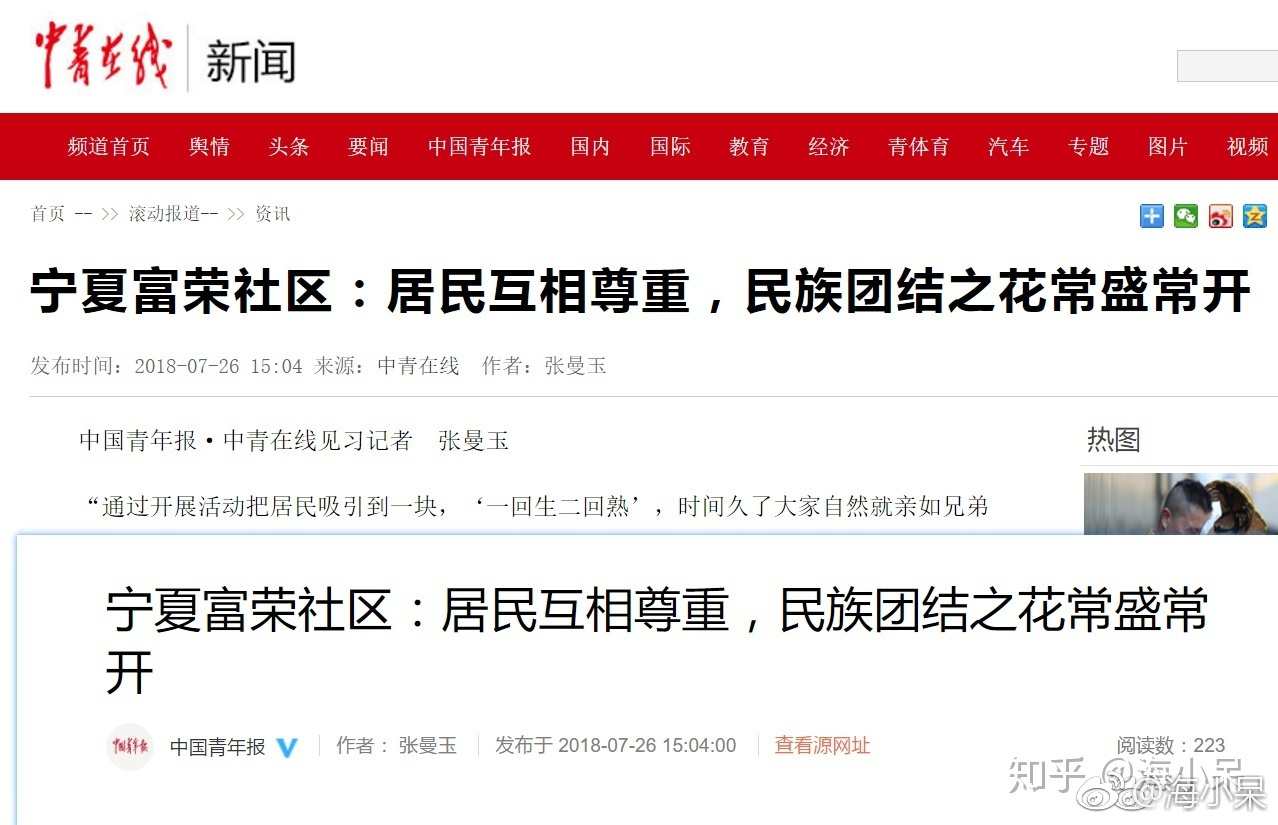 中青在线 新闻
频道首页 舆情 头条 要闻 中国青年报 国内 国际 教育 经济 青体育 汽车 专题 图片 视频
首页 -- >> 滚动报道-- >> 资讯
宁夏富荣社区：居民互相尊重，民族团结之花常盛常开
发布时间：2018-07-26 15:04 来源：中青在线 作者：张曼玉
中国青年报•中青在线见习记者 张曼玉
热图
“通过开展活动把居民吸引到一块，‘一回生二回熟’，时间久了大家自然就亲如兄弟
宁夏富荣社区：居民互相尊重，民族团结之花常盛常
开
中国青年报 中国青年报 作者： 张曼玉 发布于 2018-07-26 15:04:00 查看源网址 阅读数：223
知乎 @海小呆
@海小呆